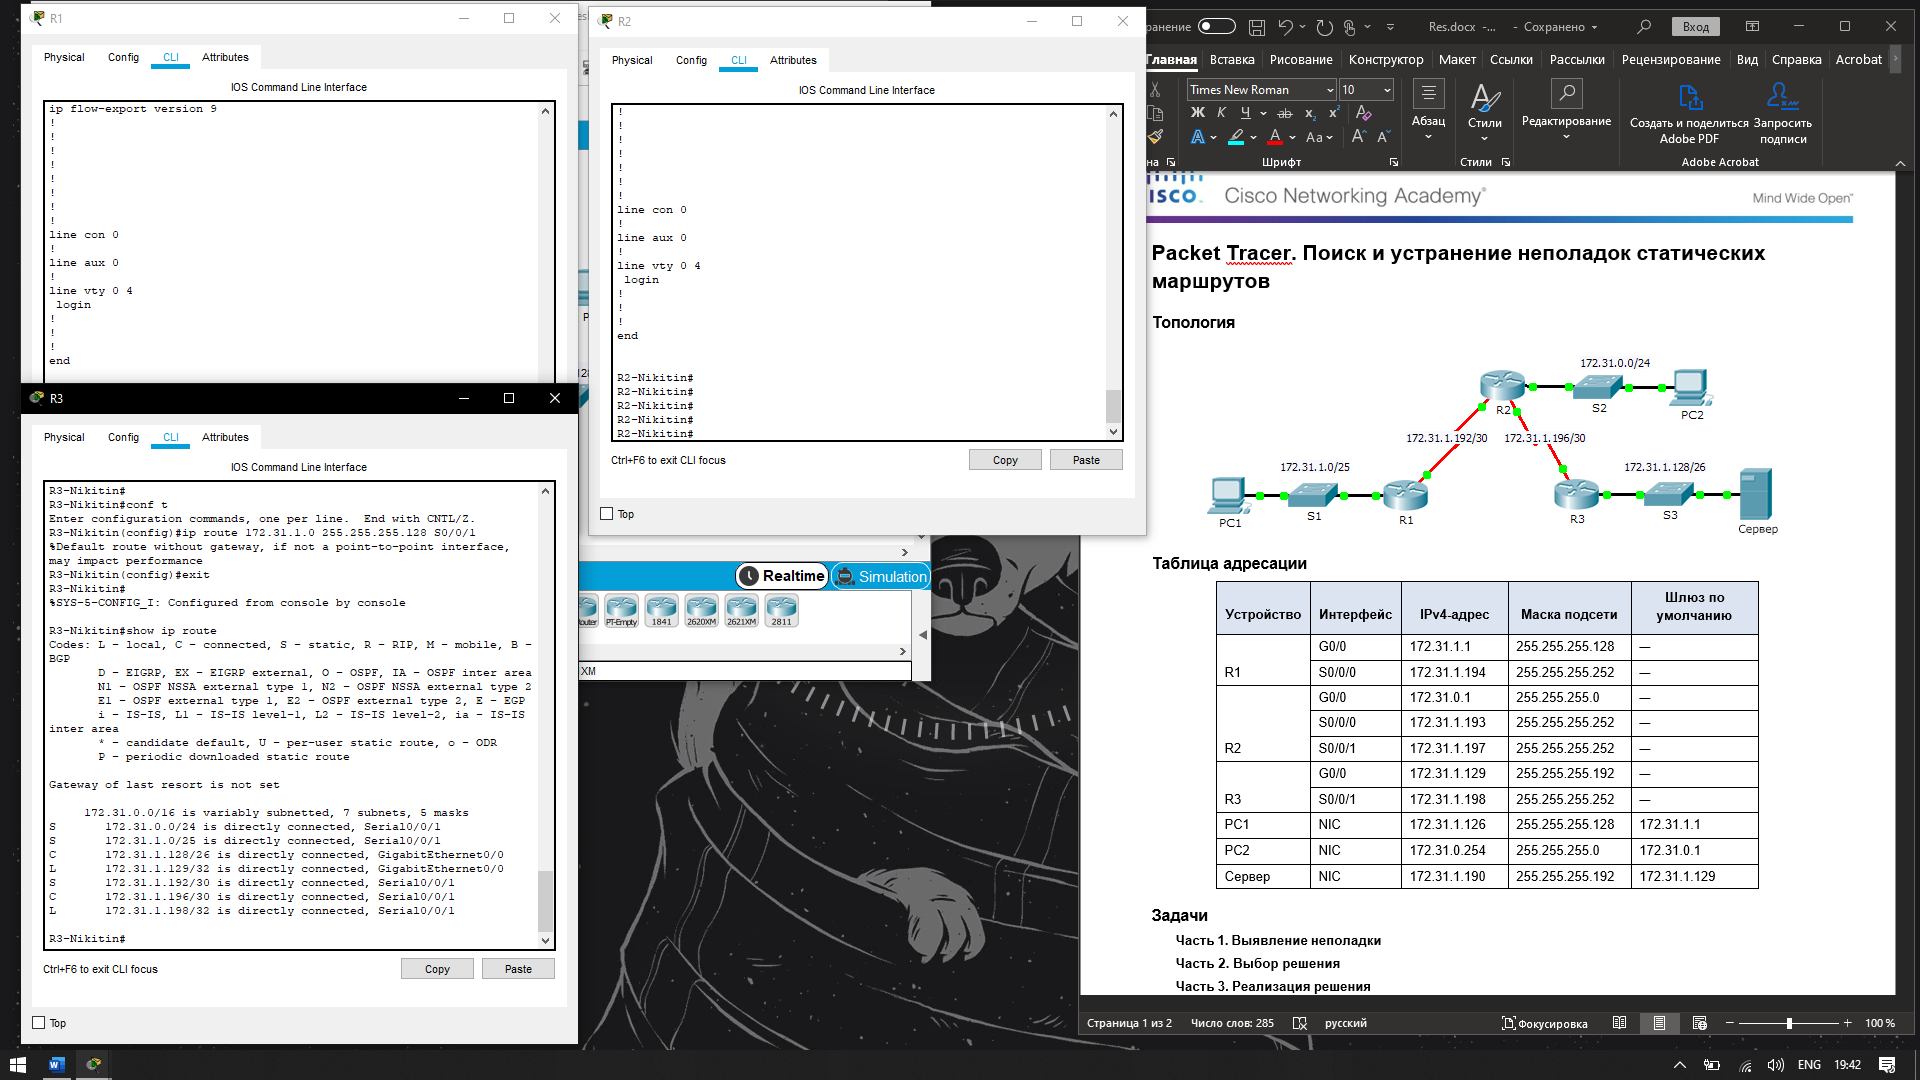 R1
Physical
Config
CLI
Attributes
IOS Command Line Interface
ip flow-export version 9
!
!
!
!
!
!
!
!
line con 0
!
line aux 0
!
line vty 0 4
 login
!
!
!
end
R2
Physical
Config
CLI
Attributes
IOS Command Line Interface
!
!
!
!
!
!
!
line con 0
!
line aux 0
!
line vty 0 4
 login
!
!
!
end
R2-Nikitin#
R2-Nikitin#
R2-Nikitin#
R2-Nikitin#
R2-Nikitin#
Ctrl+F6 to exit CLI focus
Copy
Paste
Top
R3
Physical
Config
CLI
Attributes
IOS Command Line Interface
R3-Nikitin#
R3-Nikitin#conf t
Enter configuration commands, one per line.  End with CNTL/Z.
R3-Nikitin(config)#ip route 172.31.1.0 255.255.255.128 S0/0/1
%Default route without gateway, if not a point-to-point interface,
may impact performance
R3-Nikitin(config)#exit
R3-Nikitin#
%SYS-5-CONFIG_I: Configured from console by console
R3-Nikitin#show ip route
Codes: L - local, C - connected, S - static, R - RIP, M - mobile, B -
BGP
D - EIGRP, EX - EIGRP external, O - OSPF, IA - OSPF inter area
N1 - OSPF NSSA external type 1, N2 - OSPF NSSA external type 2
E1 - OSPF external type 1, E2 - OSPF external type 2, E - EGP
i - IS-IS, L1 - IS-IS level-1, L2 - IS-IS level-2, ia - IS-IS
inter area
* - candidate default, U - per-user static route, o - ODR
P - periodic downloaded static route
Gateway of last resort is not set
172.31.0.0/16 is variably subnetted, 7 subnets, 5 masks
S 172.31.0.0/24 is directly connected, Serial0/0/1
S 172.31.1.0/25 is directly connected, Serial0/0/1
C 172.31.1.128/26 is directly connected, GigabitEthernet0/0
L 172.31.1.129/32 is directly connected, GigabitEthernet0/0
S 172.31.1.192/30 is directly connected, Serial0/0/1
C 172.31.1.196/30 is directly connected, Serial0/0/1
L 172.31.1.198/32 is directly connected, Serial0/0/1
R3-Nikitin#
Ctrl+F6 to exit CLI focus
Copy
Paste
Top
Realtime
Simulation
PT-Empty
1841
2620XM
2621XM
2811
XM
Res.docx -...
- Сохранено
Вход
Главная
Вставка
Рисование
Конструктор
Макет
Ссылки
Рассылки
Рецензирование
Вид
Справка
Acrobat
Times New Roman
10
Ж К Ч ab x₂ x²
A Aa A A
Шрифт
Абзац
Стили
Стили
Редактирование
Создать и поделиться Adobe PDF
Запросить подписи
Adobe Acrobat
Cisco Networking Academy®
Mind Wide Open™
Packet Tracer. Поиск и устранение неполадок статических
маршрутов
Топология
172.31.0.0/24
R2
S2
PC2
172.31.1.192/30
172.31.1.196/30
172.31.1.0/25
172.31.1.128/26
PC1
S1
R1
R3
S3
Сервер
Таблица адресации
Устройство Интерфейс IPv4-адрес Маска подсети Шлюз по умолчанию
R1 G0/0 172.31.1.1 255.255.255.128 —
S0/0/0 172.31.1.194 255.255.255.252 —
R2 G0/0 172.31.0.1 255.255.255.0 —
S0/0/0 172.31.1.193 255.255.255.252 —
S0/0/1 172.31.1.197 255.255.255.252 —
R3 G0/0 172.31.1.129 255.255.255.192 —
S0/0/1 172.31.1.198 255.255.255.252 —
PC1 NIC 172.31.1.126 255.255.255.128 172.31.1.1
PC2 NIC 172.31.0.254 255.255.255.0 172.31.0.1
Сервер NIC 172.31.1.190 255.255.255.192 172.31.1.129
Задачи
Часть 1. Выявление неполадки
Часть 2. Выбор решения
Часть 3. Реализация решения
Страница 1 из 2
Число слов: 285
русский
Фокусировка
100 %
ENG
19:42